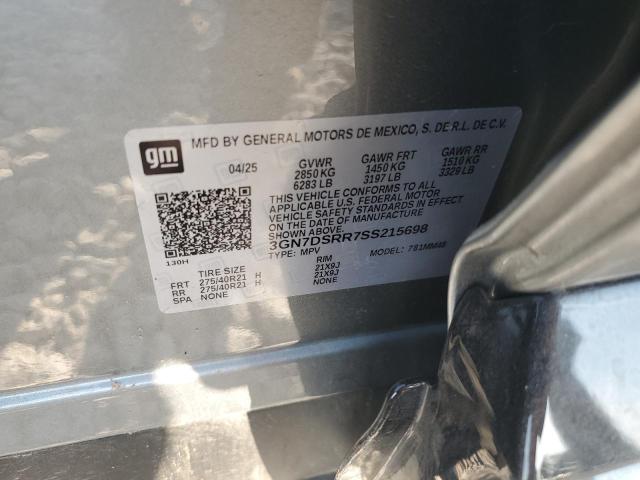 gm
MFD BY GENERAL MOTORS DE MEXICO, S. DE R.L. DE C.V.
04/25 GVWR GAWR FRT GAWR RR
2850 KG 1450 KG 1510 KG
6283 LB 3197 LB 3329 LB
THIS VEHICLE CONFORMS TO ALL
APPLICABLE U.S. FEDERAL MOTOR
VEHICLE SAFETY STANDARDS IN EFFECT
ON THE DATE OF MANUFACTURE
SHOWN ABOVE.
3GN7DSRR7SS215698
130H TYPE: MPV MODEL: 781MM48
TIRE SIZE RIM
FRT 275/40R21 H 21X9J
RR 275/40R21 H 21X9J
SPA NONE NONE